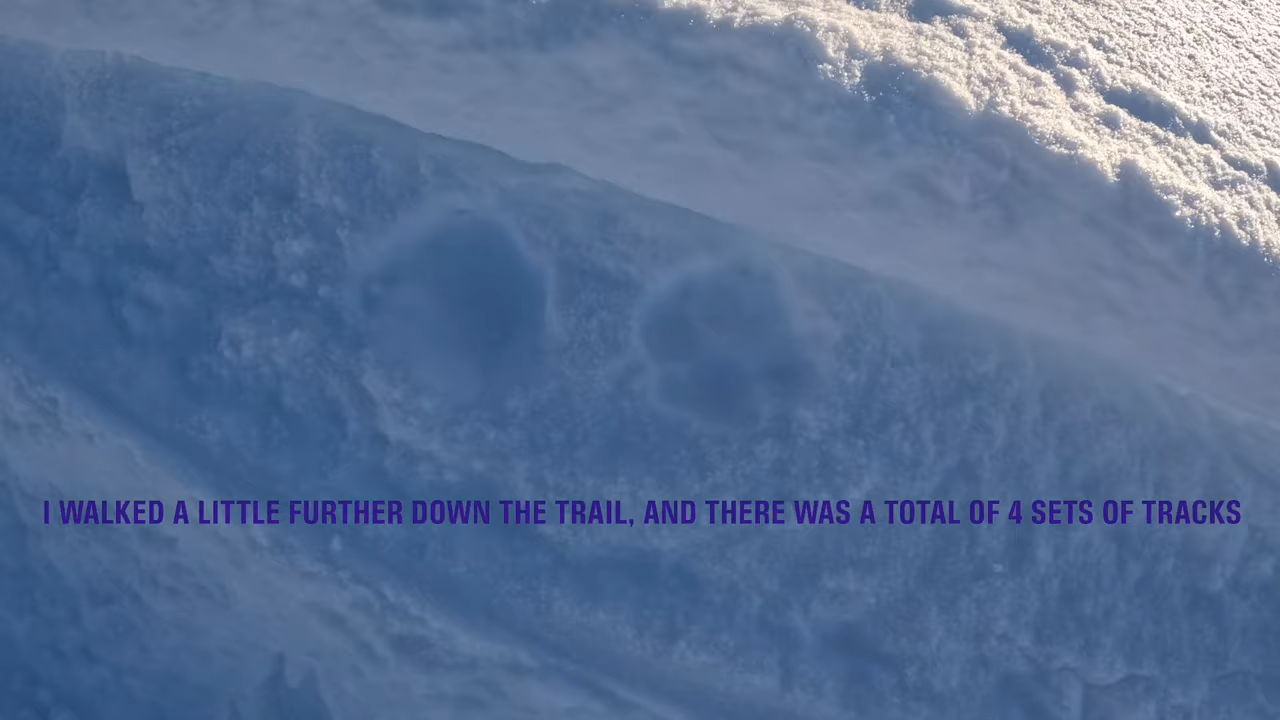 I WALKED A LITTLE FURTHER DOWN THE TRAIL, AND THERE WAS A TOTAL OF 4 SETS OF TRACKS